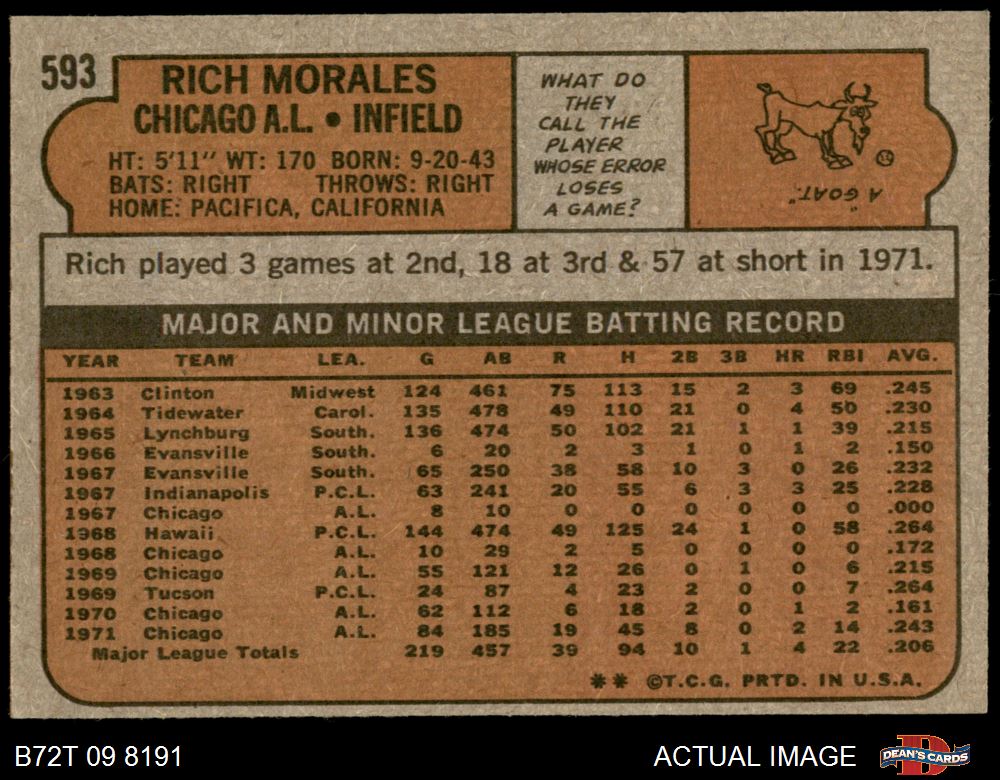 593
RICH MORALES
CHICAGO A.L. • INFIELD
HT: 5'11" WT: 170 BORN: 9-20-43
BATS: RIGHT THROWS: RIGHT
HOME: PACIFICA, CALIFORNIA
WHAT DO
THEY
CALL THE
PLAYER
WHOSE ERROR
LOSES
A GAME?
A "GOAT."
Rich played 3 games at 2nd, 18 at 3rd & 57 at short in 1971.
MAJOR AND MINOR LEAGUE BATTING RECORD
YEAR TEAM LEA. G AB R H 2B 3B HR RBI AVG.
1963 Clinton Midwest 124 461 75 113 15 2 3 69 .245
1964 Tidewater Carol. 135 478 49 110 21 0 4 50 .230
1965 Lynchburg South. 136 474 50 102 21 1 1 39 .215
1966 Evansville South. 6 20 2 3 1 0 1 2 .150
1967 Evansville South. 65 250 38 58 10 3 0 26 .232
1967 Indianapolis P.C.L. 63 241 20 55 6 3 3 25 .228
1967 Chicago A.L. 8 10 0 0 0 0 0 0 .000
1968 Hawaii P.C.L. 144 474 49 125 24 1 0 58 .264
1968 Chicago A.L. 10 29 2 5 0 0 0 0 .172
1969 Chicago A.L. 55 121 12 26 0 1 0 6 .215
1969 Tucson P.C.L. 24 87 4 23 2 0 0 7 .264
1970 Chicago A.L. 62 112 6 18 2 0 1 2 .161
1971 Chicago A.L. 84 185 19 45 8 0 2 14 .243
Major League Totals 219 457 39 94 10 1 4 22 .206
** ©T.C.G. PRTD. IN U.S.A.
B72T 09 8191
ACTUAL IMAGE
D
DEAN'S CARDS